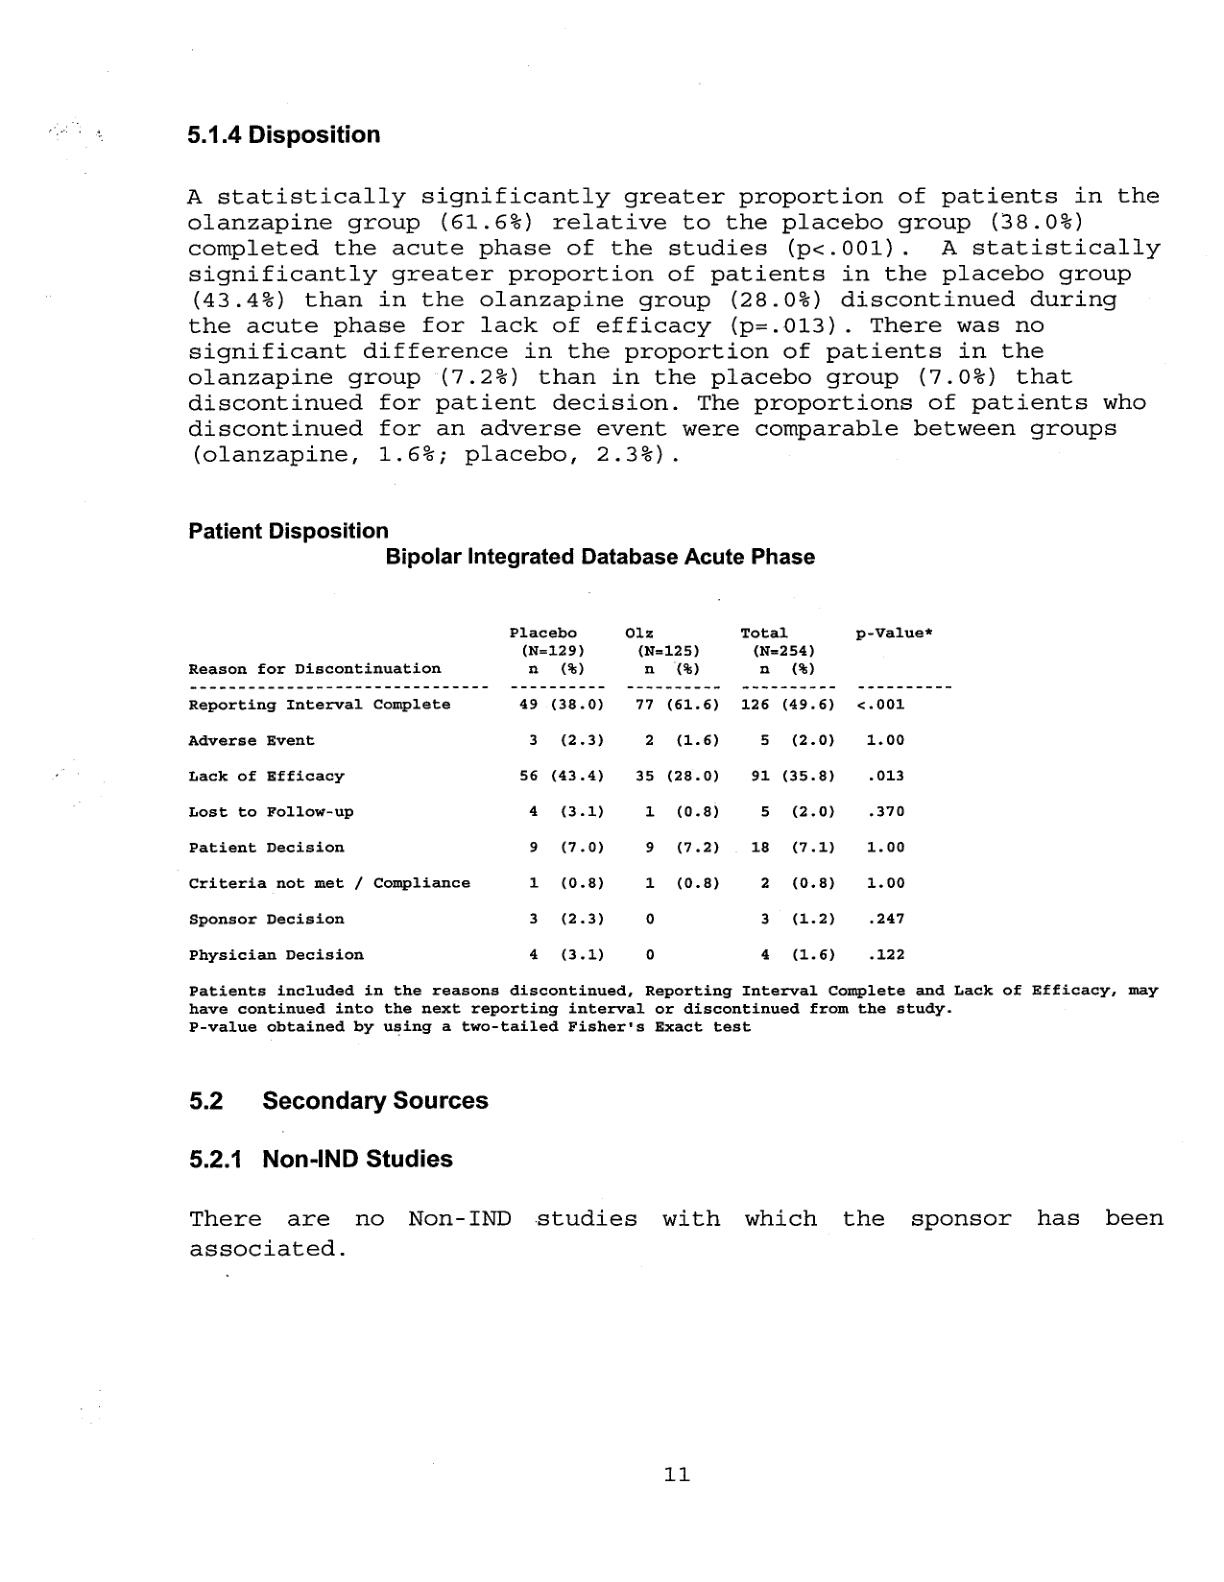 5.1.4 Disposition
A statistically significantly greater proportion of patients in the
olanzapine group (61.6%) relative to the placebo group (38.0%)
completed the acute phase of the studies (p<.001). A statistically
significantly greater proportion of patients in the placebo group
(43.4%) than in the olanzapine group (28.0%) discontinued during
the acute phase for lack of efficacy (p=.013). There was no
significant difference in the proportion of patients in the
olanzapine group (7.2%) than in the placebo group (7.0%) that
discontinued for patient decision. The proportions of patients who
discontinued for an adverse event were comparable between groups
(olanzapine, 1.6%; placebo, 2.3%).
Patient Disposition
Bipolar Integrated Database Acute Phase
Placebo Olz Total p-Value*
(N=129) (N=125) (N=254)
Reason for Discontinuation n (%) n (%) n (%)
------------------------------- ---------- ---------- ---------- ----------
Reporting Interval Complete 49 (38.0) 77 (61.6) 126 (49.6) <.001
Adverse Event 3 (2.3) 2 (1.6) 5 (2.0) 1.00
Lack of Efficacy 56 (43.4) 35 (28.0) 91 (35.8) .013
Lost to Follow-up 4 (3.1) 1 (0.8) 5 (2.0) .370
Patient Decision 9 (7.0) 9 (7.2) 18 (7.1) 1.00
Criteria not met / Compliance 1 (0.8) 1 (0.8) 2 (0.8) 1.00
Sponsor Decision 3 (2.3) 0 3 (1.2) .247
Physician Decision 4 (3.1) 0 4 (1.6) .122
Patients included in the reasons discontinued, Reporting Interval Complete and Lack of Efficacy, may
have continued into the next reporting interval or discontinued from the study.
P-value obtained by using a two-tailed Fisher's Exact test
5.2 Secondary Sources
5.2.1 Non-IND Studies
There are no Non-IND studies with which the sponsor has been
associated.
11